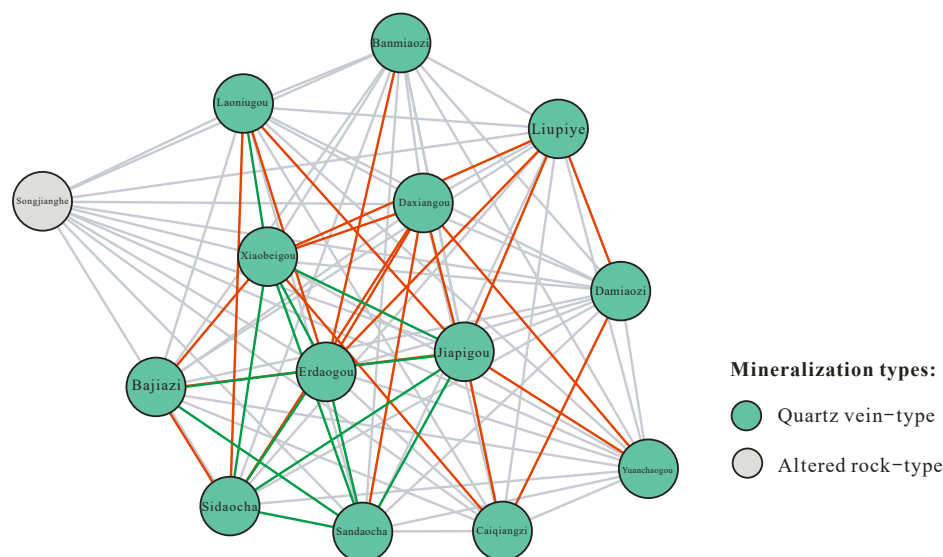 Banmiaozi
Laoniugou
Liupiye
Songjianghe
Daxiangou
Xiaobeigou
Damiaozi
Jiapigou
Erdaogou
Bajiazi
Mineralization types:
Quartz vein-type
Altered rock-type
Yuanchaogou
Sidaocha
Sandaocha
Caiqiangzi